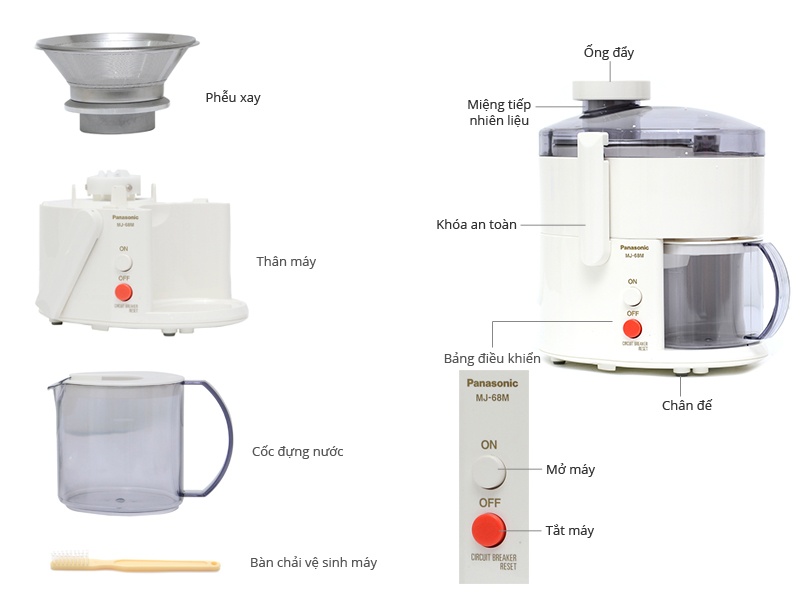 Phễu xay
Panasonic
MJ-68M
ON
OFF
CIRCUIT BREAKER
RESET
Thân máy
Cốc đựng nước
Bàn chải vệ sinh máy
Ống đẩy
Miệng tiếp
nhiên liệu
Khóa an toàn
Panasonic
MJ-68M
ON
OFF
CIRCUIT BREAKER
RESET
Bảng điều khiển
Chân đế
Panasonic
MJ-68M
ON
Mở máy
OFF
Tắt máy
CIRCUIT BREAKER
RESET